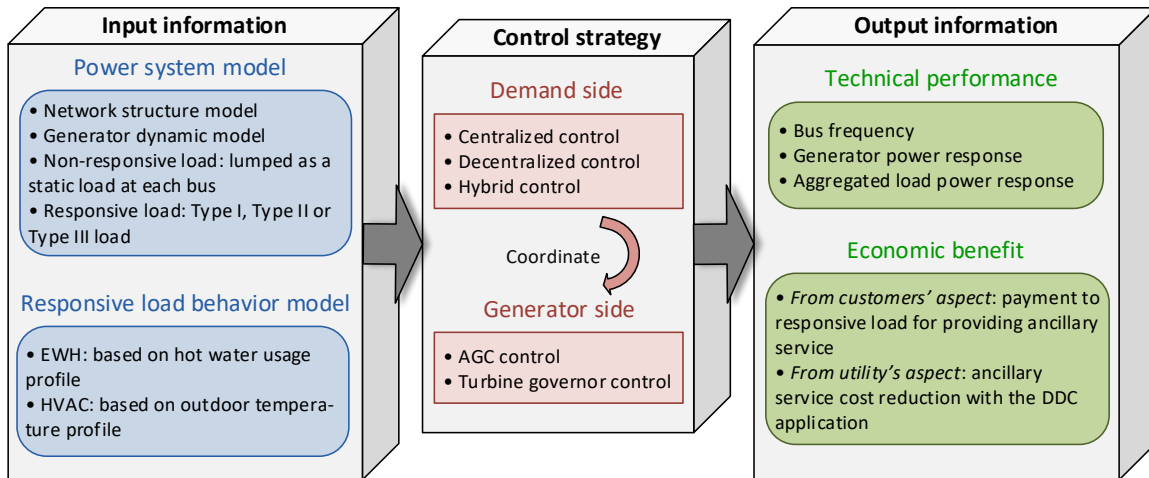 Input information
Power system model
• Network structure model
• Generator dynamic model
• Non-responsive load: lumped as a
static load at each bus
• Responsive load: Type I, Type II or
Type III load
Responsive load behavior model
• EWH: based on hot water usage
profile
• HVAC: based on outdoor tempera-
ture profile
Control strategy
Demand side
• Centralized control
• Decentralized control
• Hybrid control
Coordinate
Generator side
• AGC control
• Turbine governor control
Output information
Technical performance
• Bus frequency
• Generator power response
• Aggregated load power response
Economic benefit
• From customers’ aspect: payment to
responsive load for providing ancillary
service
• From utility’s aspect: ancillary
service cost reduction with the DDC
application